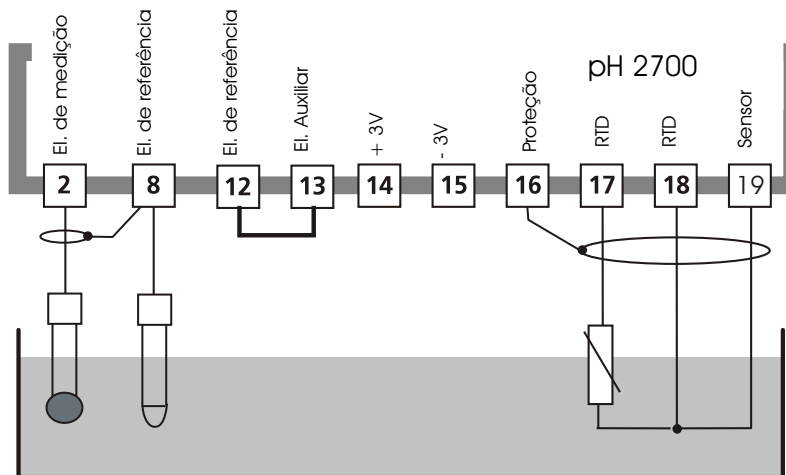 El. de medição
El. de referência
El. de referência
El. Auxiliar
+ 3V
- 3V
Proteção
RTD
RTD
Sensor
pH 2700
2
8
12
13
14
15
16
17
18
19